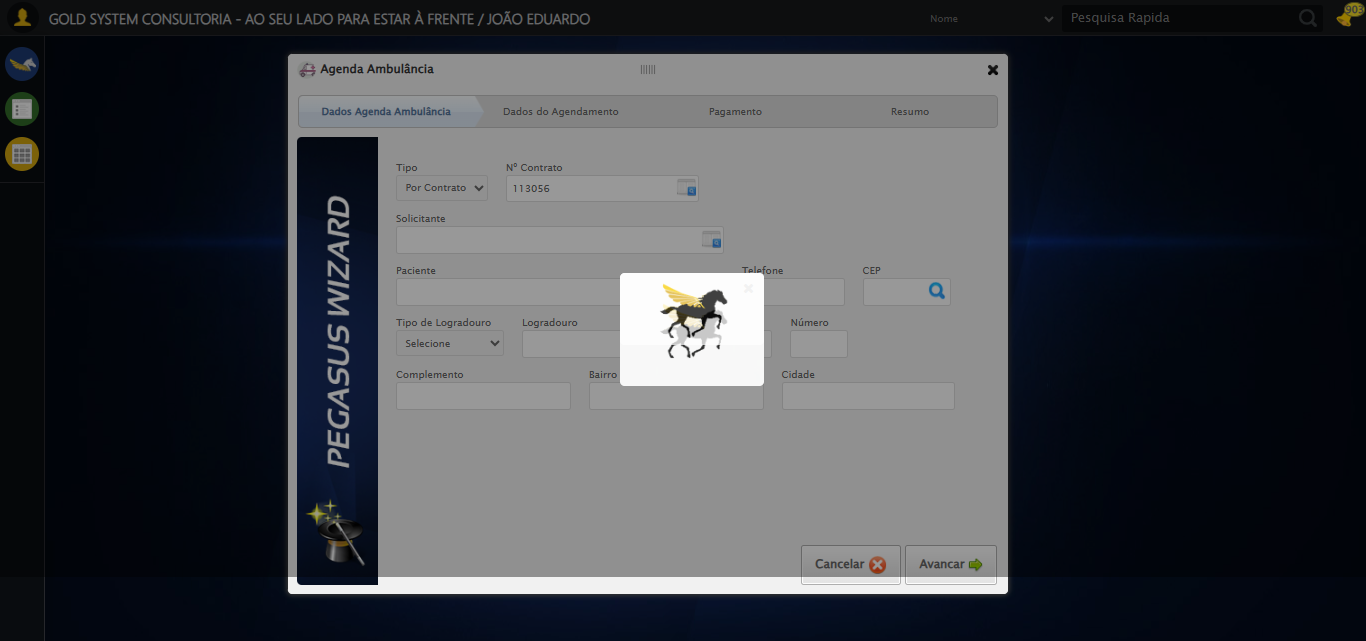 GOLD SYSTEM CONSULTORIA - AO SEU LADO PARA ESTAR À FRENTE / JOÃO EDUARDO
Nome
Pesquisa Rapida
903
Agenda Ambulância
Dados Agenda Ambulância
Dados do Agendamento
Pagamento
Resumo
PEGASUS WIZARD
Tipo
Nº Contrato
Por Contrato
113056
Solicitante
Paciente
Telefone
CEP
Tipo de Logradouro
Logradouro
Número
Selecione
Complemento
Bairro
Cidade
Cancelar
Avancar